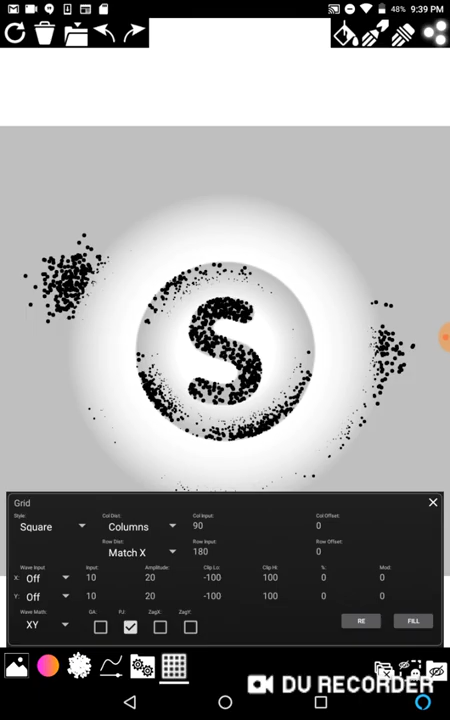 48% 9:39 PM
S
Grid
Style: Col Dist: Col Input: Col Offset:
Square Columns 90 0
Row Dist: Row Input: Row Offset:
Match X 180 0
Wave Input Input: Amplitude: Clip Lo: Clip Hi: %: Mod:
X: Off 10 20 -100 100 0 0
Y: Off 10 20 -100 100 0 0
Wave Math: GA: PJ: ZagX: ZagY:
XY RE FILL
DU RECORDER